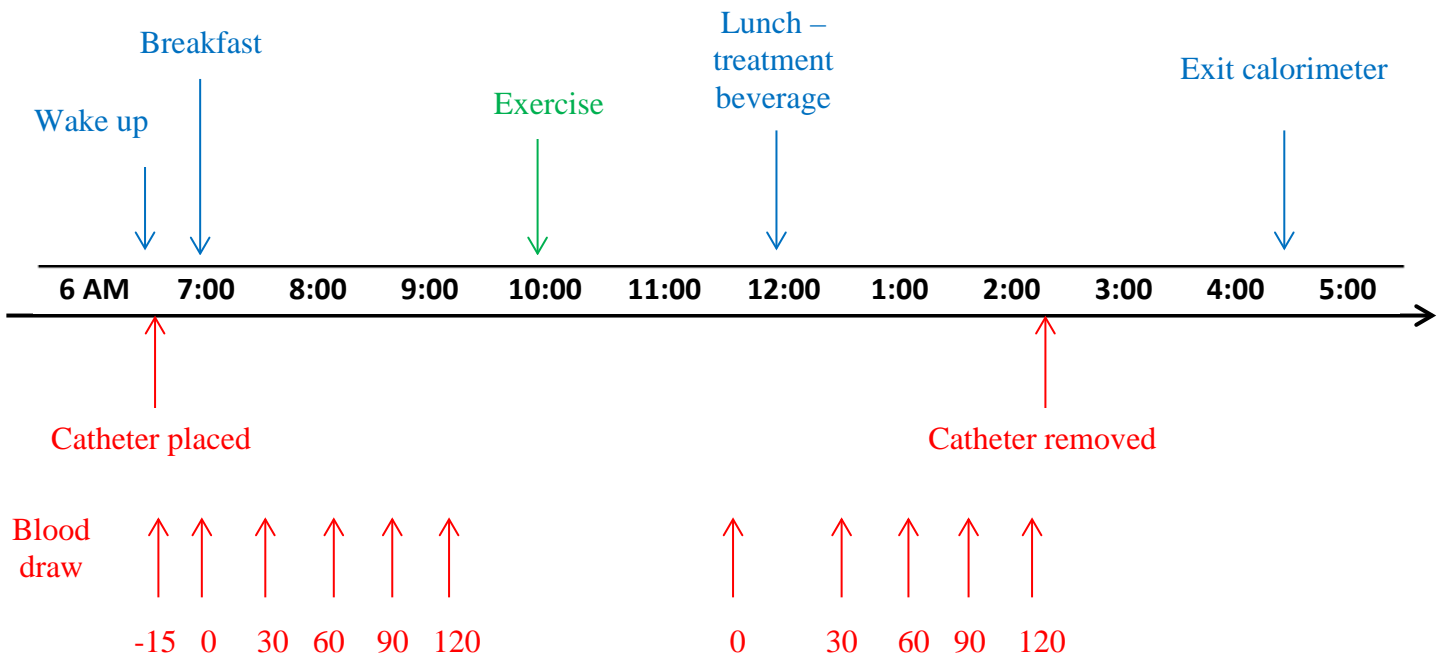 Lunch –
treatment
beverage
Breakfast
Exit calorimeter
Exercise
Wake up
6 AM 7:00 8:00 9:00 10:00 11:00 12:00 1:00 2:00 3:00 4:00 5:00
Catheter placed
Catheter removed
Blood
draw
-15 0 30 60 90 120 0 30 60 90 120